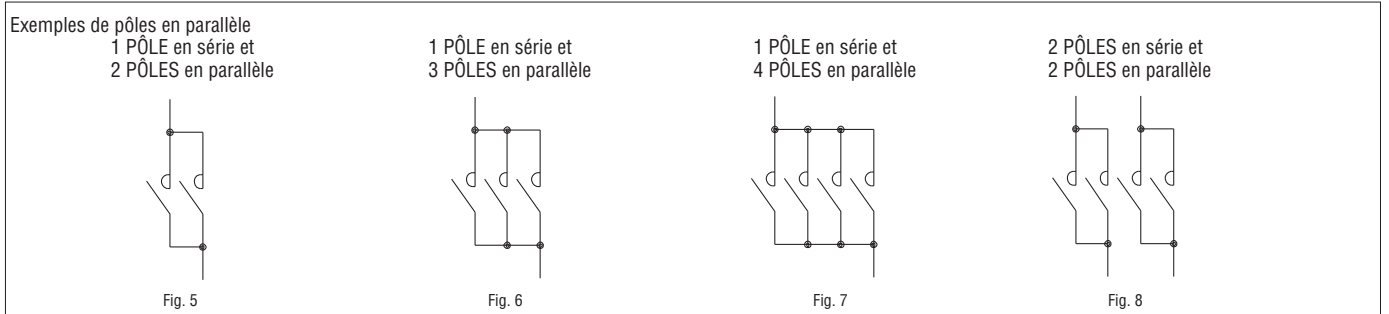 Exemples de pôles en parallèle
1 PÔLE en série et
2 PÔLES en parallèle
1 PÔLE en série et
3 PÔLES en parallèle
1 PÔLE en série et
4 PÔLES en parallèle
2 PÔLES en série et
2 PÔLES en parallèle
Fig. 5
Fig. 6
Fig. 7
Fig. 8